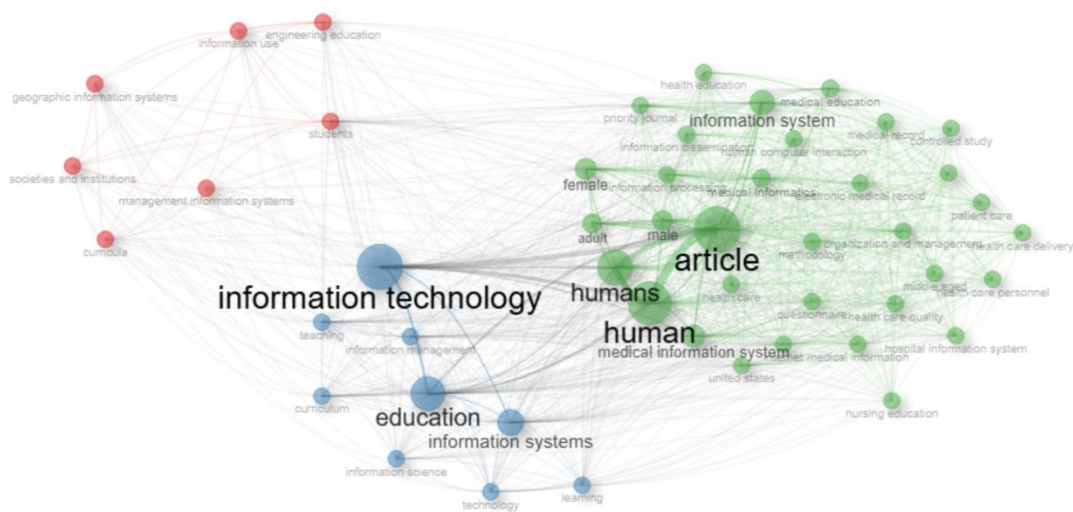 engineering education
information use
health education
geographic information systems
medical education
priority journal
information system
students
medical record
controlled study
information dissemination
human computer interaction
societies and institutions
female
information processing
medical informatics
electronic medical record
management information systems
patient care
adult
male
organization and management
health care delivery
curricula
methodology
article
middle aged
health care personnel
humans
health care
information technology
questionnaire
health care quality
teaching
human
information management
medical information system
medical information
hospital information system
united states
curriculum
nursing education
education
information systems
information science
technology
learning